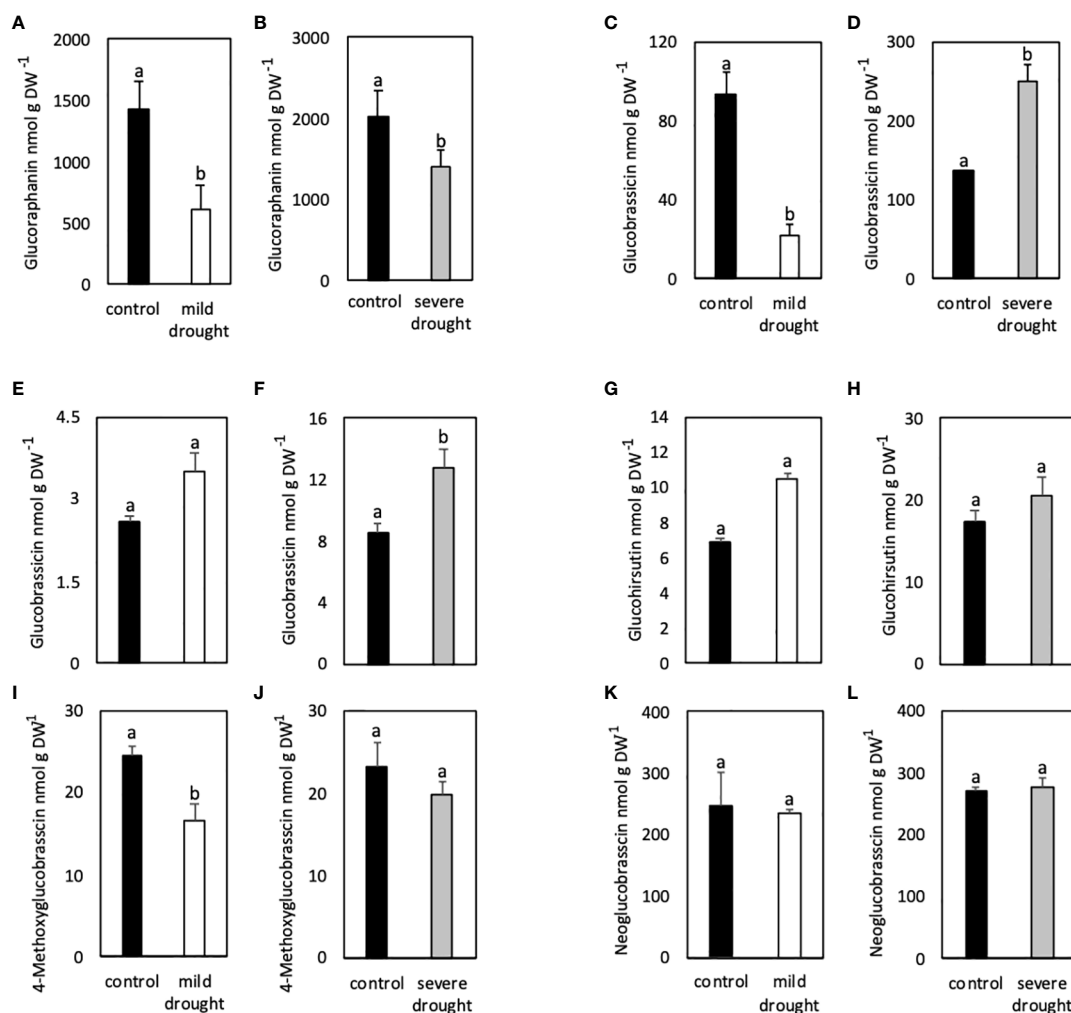 A
Glucoraphanin nmol g DW⁻¹
2000
1500
1000
500
0
a
b
control
mild
drought
B
Glucoraphanin nmol g DW⁻¹
3000
2000
1000
0
a
b
control
severe
drought
C
Glucobrassicin nmol g DW⁻¹
120
80
40
0
a
b
control
mild
drought
D
Glucobrassicin nmol g DW⁻¹
300
200
100
0
a
b
control
severe
drought
E
Glucobrassicin nmol g DW⁻¹
4.5
3
1.5
0
a
a
F
Glucobrassicin nmol g DW⁻¹
16
12
8
4
0
a
b
G
Glucohirsutin nmol g DW⁻¹
14
12
10
8
6
4
2
0
a
a
H
Glucohirsutin nmol g DW⁻¹
30
20
10
0
a
a
I
4-Methoxyglucobrasscin nmol g DW¹
30
20
10
0
a
b
control
mild
drought
J
4-Methoxyglucobrasscin nmol g DW¹
30
20
10
0
a
a
control
severe
drought
K
Neoglucobrasscin nmol g DW¹
400
300
200
100
0
a
a
control
mild
drought
L
Neoglucobrasscin nmol g DW¹
400
300
200
100
0
a
a
control
severe
drought